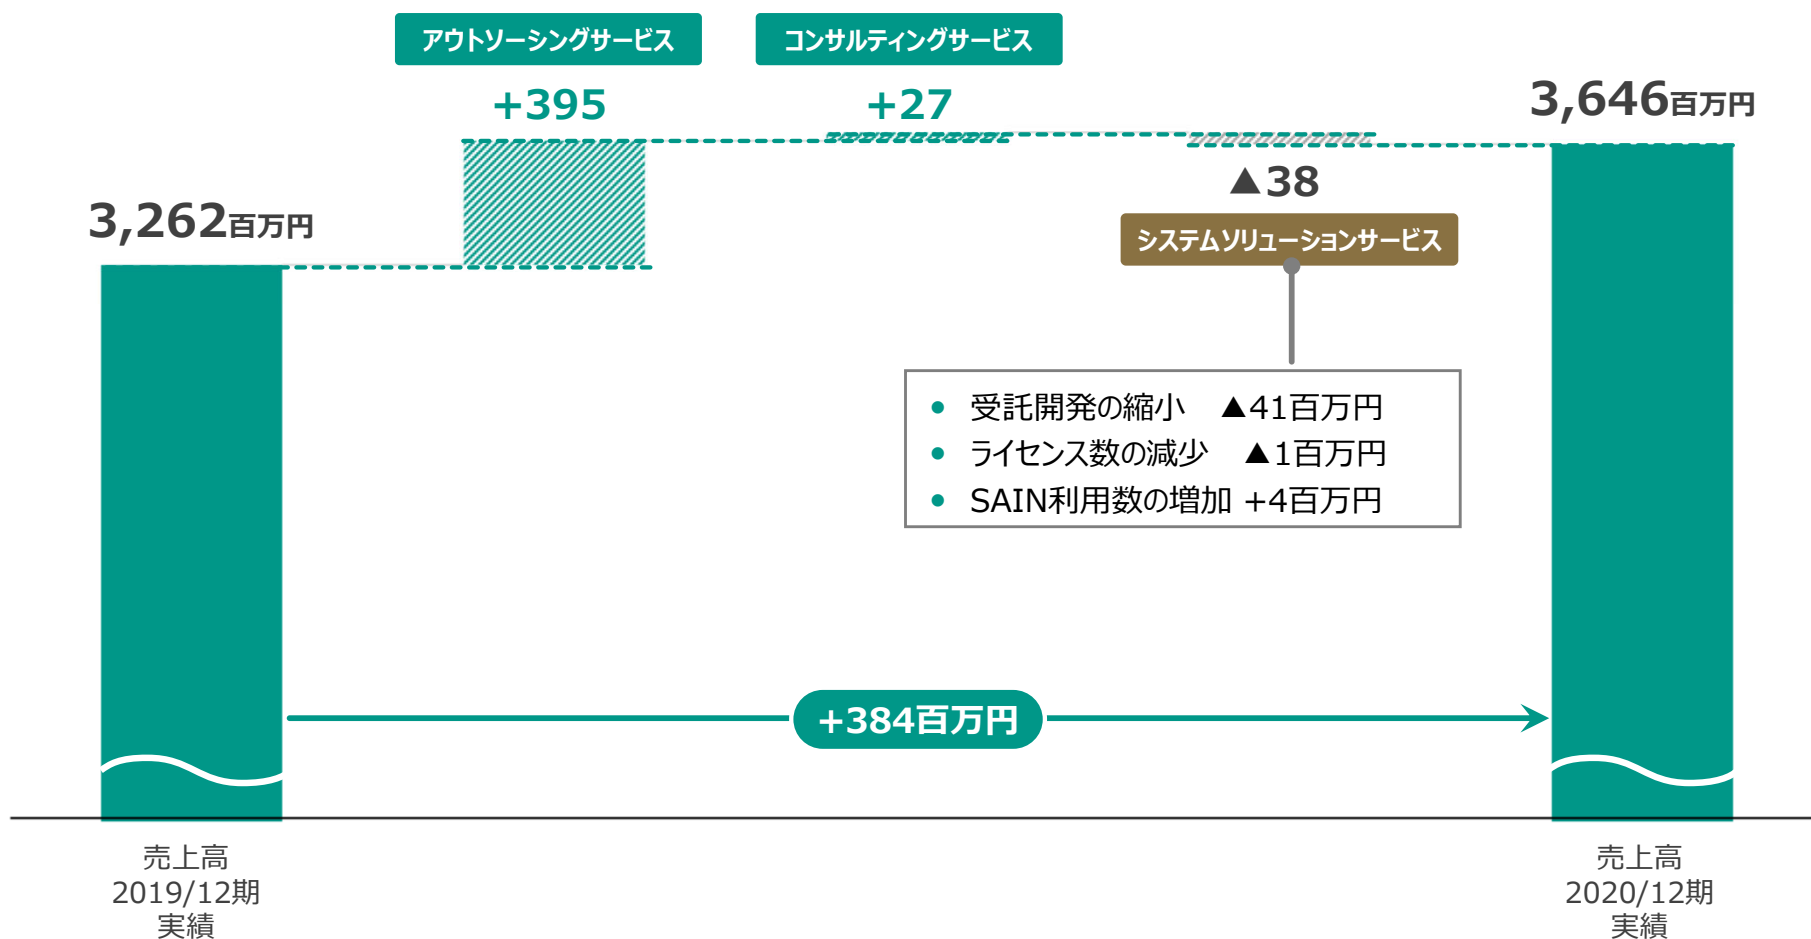 アウトソーシングサービス
+395
コンサルティングサービス
+27
3,646百万円
3,262百万円
▲38
システムソリューションサービス
• 受託開発の縮小 ▲41百万円
• ライセンス数の減少 ▲1百万円
• SAIN利用数の増加 +4百万円
+384百万円
売上高
2019/12期
実績
売上高
2020/12期
実績